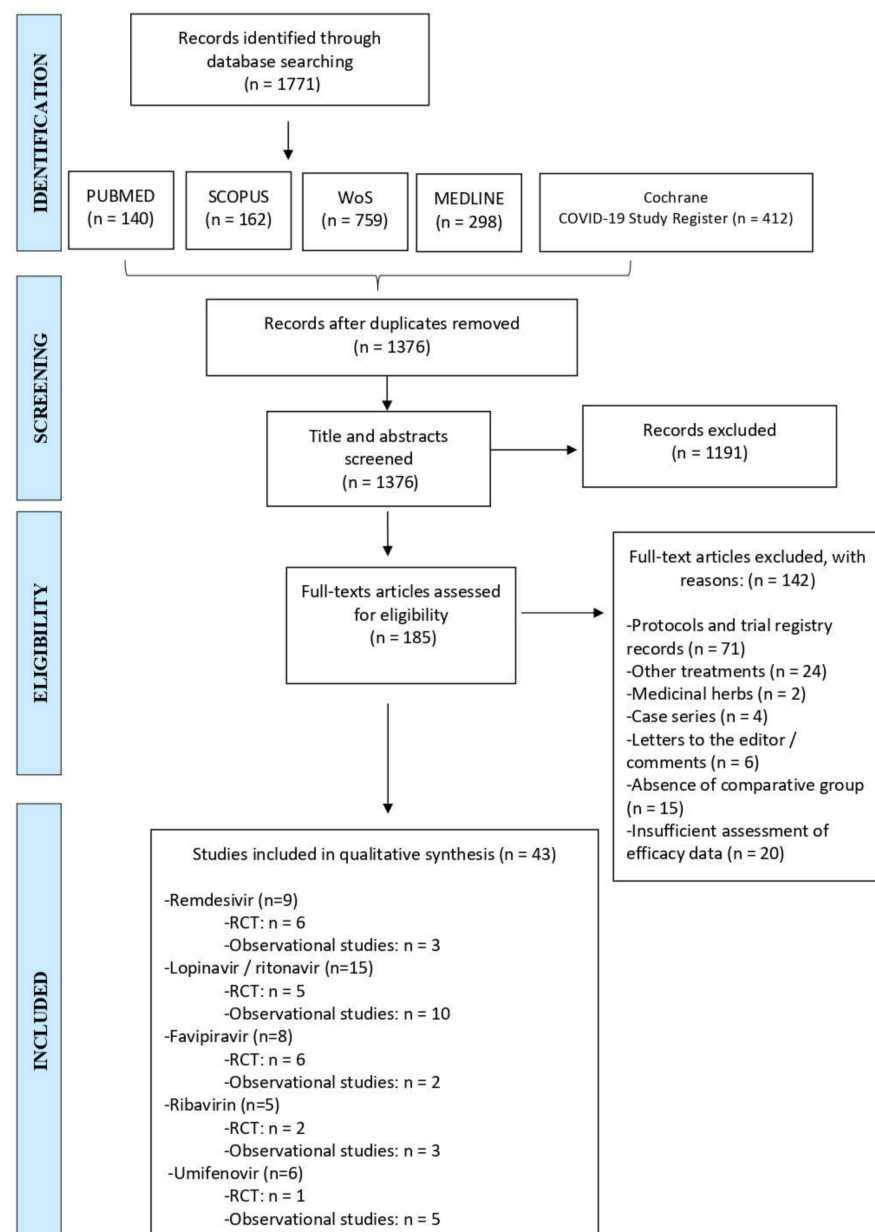 IDENTIFICATION
Records identified through
database searching
(n = 1771)
PUBMED
(n = 140)
SCOPUS
(n = 162)
WoS
(n = 759)
MEDLINE
(n = 298)
Cochrane
COVID-19 Study Register (n = 412)
SCREENING
Records after duplicates removed
(n = 1376)
Title and abstracts
screened
(n = 1376)
Records excluded
(n = 1191)
ELIGIBILITY
Full-texts articles assessed
for eligibility
(n = 185)
Full-text articles excluded, with
reasons: (n = 142)
-Protocols and trial registry
records (n = 71)
-Other treatments (n = 24)
-Medicinal herbs (n = 2)
-Case series (n = 4)
-Letters to the editor /
comments (n = 6)
-Absence of comparative group
(n = 15)
-Insufficient assessment of
efficacy data (n = 20)
INCLUDED
Studies included in qualitative synthesis (n = 43)
-Remdesivir (n=9)
-RCT: n = 6
-Observational studies: n = 3
-Lopinavir / ritonavir (n=15)
-RCT: n = 5
-Observational studies: n = 10
-Favipiravir (n=8)
-RCT: n = 6
-Observational studies: n = 2
-Ribavirin (n=5)
-RCT: n = 2
-Observational studies: n = 3
-Umifenovir (n=6)
-RCT: n = 1
-Observational studies: n = 5